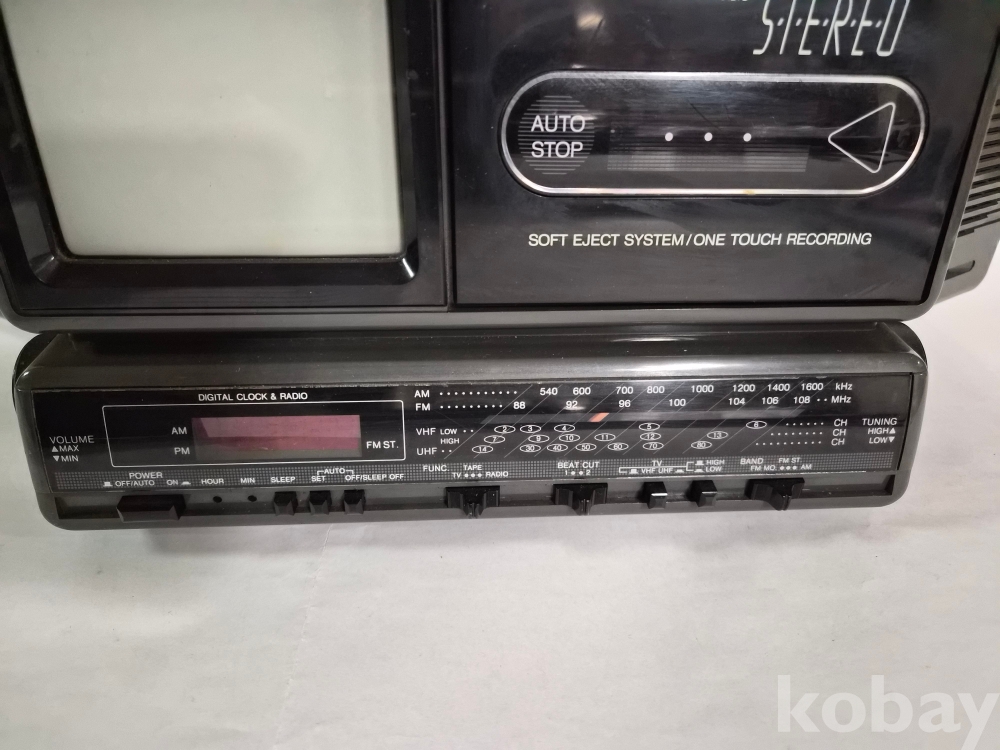 STEREO
AUTO
STOP
SOFT EJECT SYSTEM/ONE TOUCH RECORDING
DIGITAL CLOCK & RADIO
AM
PM
FM ST.
VOLUME
▲MAX
▼MIN
AM 540 600 700 800 1000 1200 1400 1600 kHz
FM 88 92 96 100 104 106 108 MHz
VHF LOW 2 3 4 5 6 CH
HIGH 7 9 10 11 12 13 CH
UHF 14 30 40 50 60 70 80 CH
TUNING
HIGH▲
LOW▼
POWER
OFF/AUTO ON
HOUR MIN SLEEP
AUTO
SET OFF/SLEEP OFF
FUNC TAPE
TV RADIO
BEAT CUT
1 2
TV
VHF UHF
HIGH
LOW
BAND FM ST
FM MO. AM
kobay